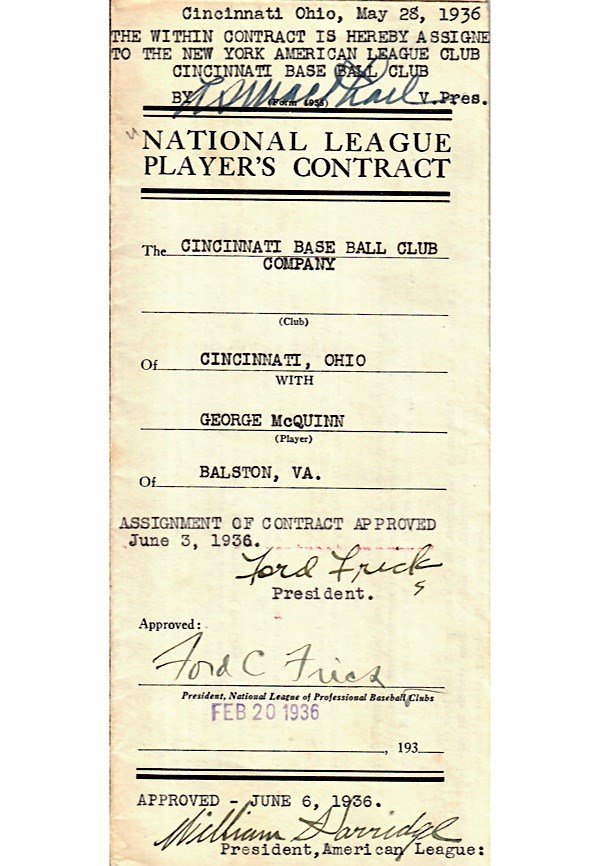 Cincinnati Ohio, May 28, 1936
THE WITHIN CONTRACT IS HEREBY ASSIGNE
TO THE NEW YORK AMERICAN LEAGUE CLUB
CINCINNATI BASE BALL CLUB
BY V.Pres.
(Form 1935)
NATIONAL LEAGUE
PLAYER'S CONTRACT
The CINCINNATI BASE BALL CLUB
COMPANY
(Club)
Of CINCINNATI, OHIO
WITH
GEORGE McQUINN
(Player)
Of BALSTON, VA.
ASSIGNMENT OF CONTRACT APPROVED
June 3, 1936.
Ford Frick
President.
Approved:
Ford C Frick
President, National League of Professional Baseball Clubs
FEB 20 1936
, 193
APPROVED - JUNE 6, 1936.
William Harridge
President, American League: